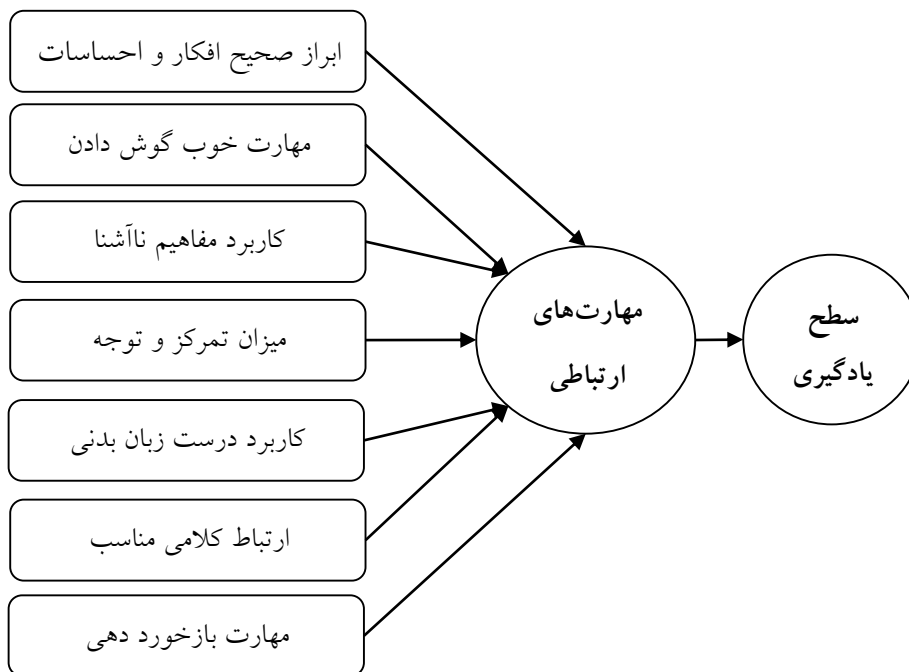 ابراز صحیح افکار و احساسات
مهارت خوب گوش دادن
کاربرد مفاهیم ناآشنا
میزان تمرکز و توجه
کاربرد درست زبان بدنی
ارتباط کلامی مناسب
مهارت بازخورد دهی
مهارت‌های
ارتباطی
سطح
یادگیری